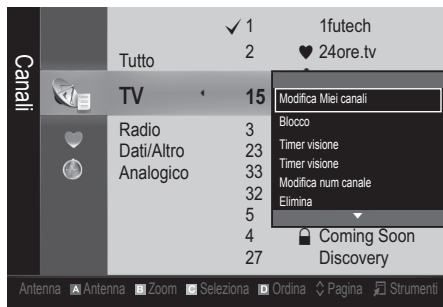 Canali
1 1futech
Tutto 2 24ore.tv
TV 15
Radio 3
Dati/Altro 23
Analogico 33
32
5
4 Coming Soon
27 Discovery
Modifica Miei canali
Blocco
Timer visione
Timer visione
Modifica num canale
Elimina
Antenna A Antenna B Zoom C Seleziona D Ordina Pagina Strumenti